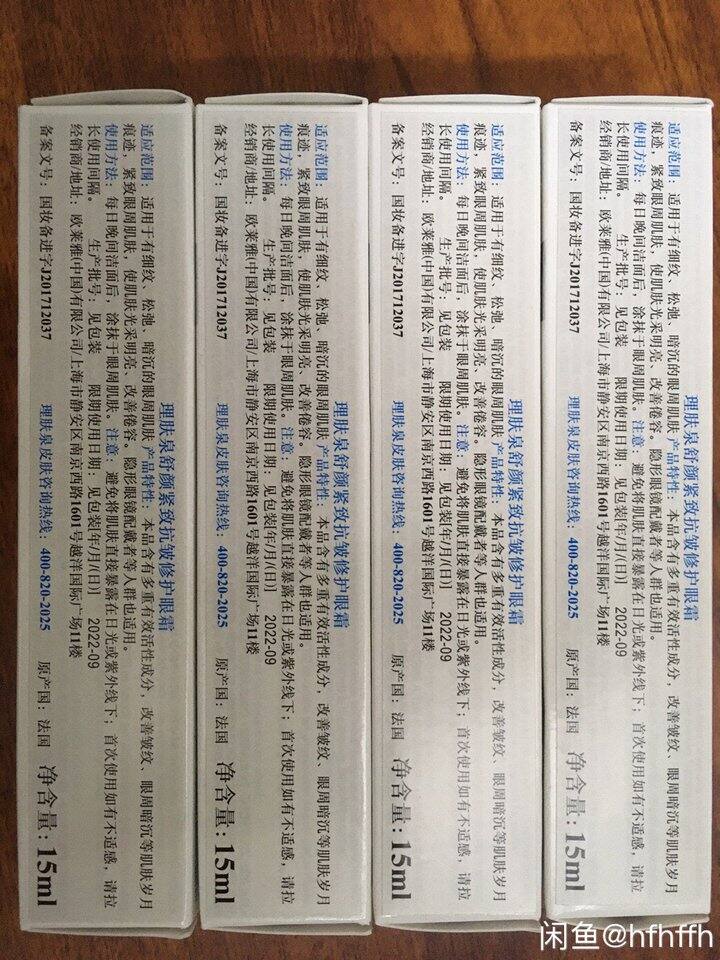 理肤泉舒颜紧致抗皱修护眼霜
适应范围：适用于有细纹、松弛、暗沉的眼周肌肤 产品特性：本品含有多重有效活性成分，改善皱纹、眼周暗沉等肌肤岁月
痕迹，紧致眼周肌肤，使肌肤光采明亮、改善倦容。隐形眼镜配戴者等人群也适用。
使用方法：每日晚间洁面后，涂抹于眼周肌肤。注意：避免将肌肤直接暴露在日光或紫外线下；首次使用如有不适感，请拉
长使用间隔。 生产批号：见包装 限期使用日期：见包装[年/月/(日)] 2022-09
经销商/地址：欧莱雅(中国)有限公司/上海市静安区南京西路1601号越洋国际广场11楼
备案文号：国妆备进字J201712037 理肤泉皮肤咨询热线：400-820-2025 原产国：法国 净含量：15ml
理肤泉舒颜紧致抗皱修护眼霜
适应范围：适用于有细纹、松弛、暗沉的眼周肌肤 产品特性：本品含有多重有效活性成分，改善皱纹、眼周暗沉等肌肤岁月
痕迹，紧致眼周肌肤，使肌肤光采明亮、改善倦容。隐形眼镜配戴者等人群也适用。
使用方法：每日晚间洁面后，涂抹于眼周肌肤。注意：避免将肌肤直接暴露在日光或紫外线下；首次使用如有不适感，请拉
长使用间隔。 生产批号：见包装 限期使用日期：见包装[年/月/(日)] 2022-09
经销商/地址：欧莱雅(中国)有限公司/上海市静安区南京西路1601号越洋国际广场11楼
备案文号：国妆备进字J201712037 理肤泉皮肤咨询热线：400-820-2025 原产国：法国 净含量：15ml
理肤泉舒颜紧致抗皱修护眼霜
适应范围：适用于有细纹、松弛、暗沉的眼周肌肤 产品特性：本品含有多重有效活性成分，改善皱纹、眼周暗沉等肌肤岁月
痕迹，紧致眼周肌肤，使肌肤光采明亮、改善倦容。隐形眼镜配戴者等人群也适用。
使用方法：每日晚间洁面后，涂抹于眼周肌肤。注意：避免将肌肤直接暴露在日光或紫外线下；首次使用如有不适感，请拉
长使用间隔。 生产批号：见包装 限期使用日期：见包装[年/月/(日)] 2022-09
经销商/地址：欧莱雅(中国)有限公司/上海市静安区南京西路1601号越洋国际广场11楼
备案文号：国妆备进字J201712037 理肤泉皮肤咨询热线：400-820-2025 原产国：法国 净含量：15ml
理肤泉舒颜紧致抗皱修护眼霜
适应范围：适用于有细纹、松弛、暗沉的眼周肌肤 产品特性：本品含有多重有效活性成分，改善皱纹、眼周暗沉等肌肤岁月
痕迹，紧致眼周肌肤，使肌肤光采明亮、改善倦容。隐形眼镜配戴者等人群也适用。
使用方法：每日晚间洁面后，涂抹于眼周肌肤。注意：避免将肌肤直接暴露在日光或紫外线下；首次使用如有不适感，请拉
长使用间隔。 生产批号：见包装 限期使用日期：见包装[年/月/(日)] 2022-09
经销商/地址：欧莱雅(中国)有限公司/上海市静安区南京西路1601号越洋国际广场11楼
备案文号：国妆备进字J201712037 理肤泉皮肤咨询热线：400-820-2025 原产国：法国 净含量：15ml
闲鱼@hfhffh